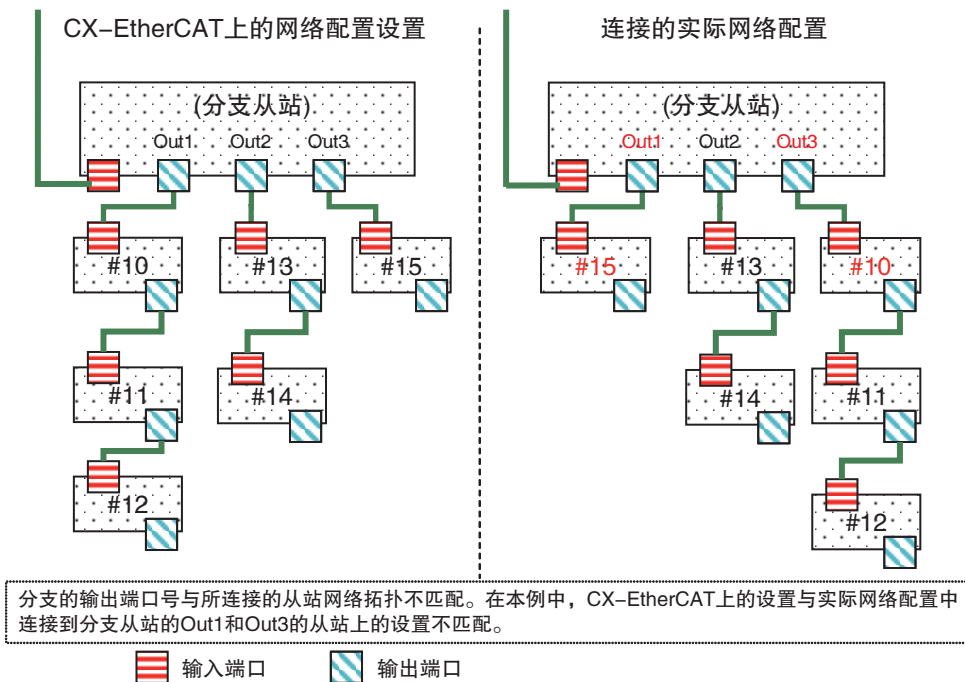 CX-EtherCAT上的网络配置设置
连接的实际网络配置
(分支从站)
Out1 Out2 Out3
#10 #13 #15
#11 #14
#12
(分支从站)
Out1 Out2 Out3
#15 #13 #10
#14 #11
#12
分支的输出端口号与所连接的从站网络拓扑不匹配。在本例中，CX-EtherCAT上的设置与实际网络配置中
连接到分支从站的Out1和Out3的从站上的设置不匹配。
输入端口 输出端口